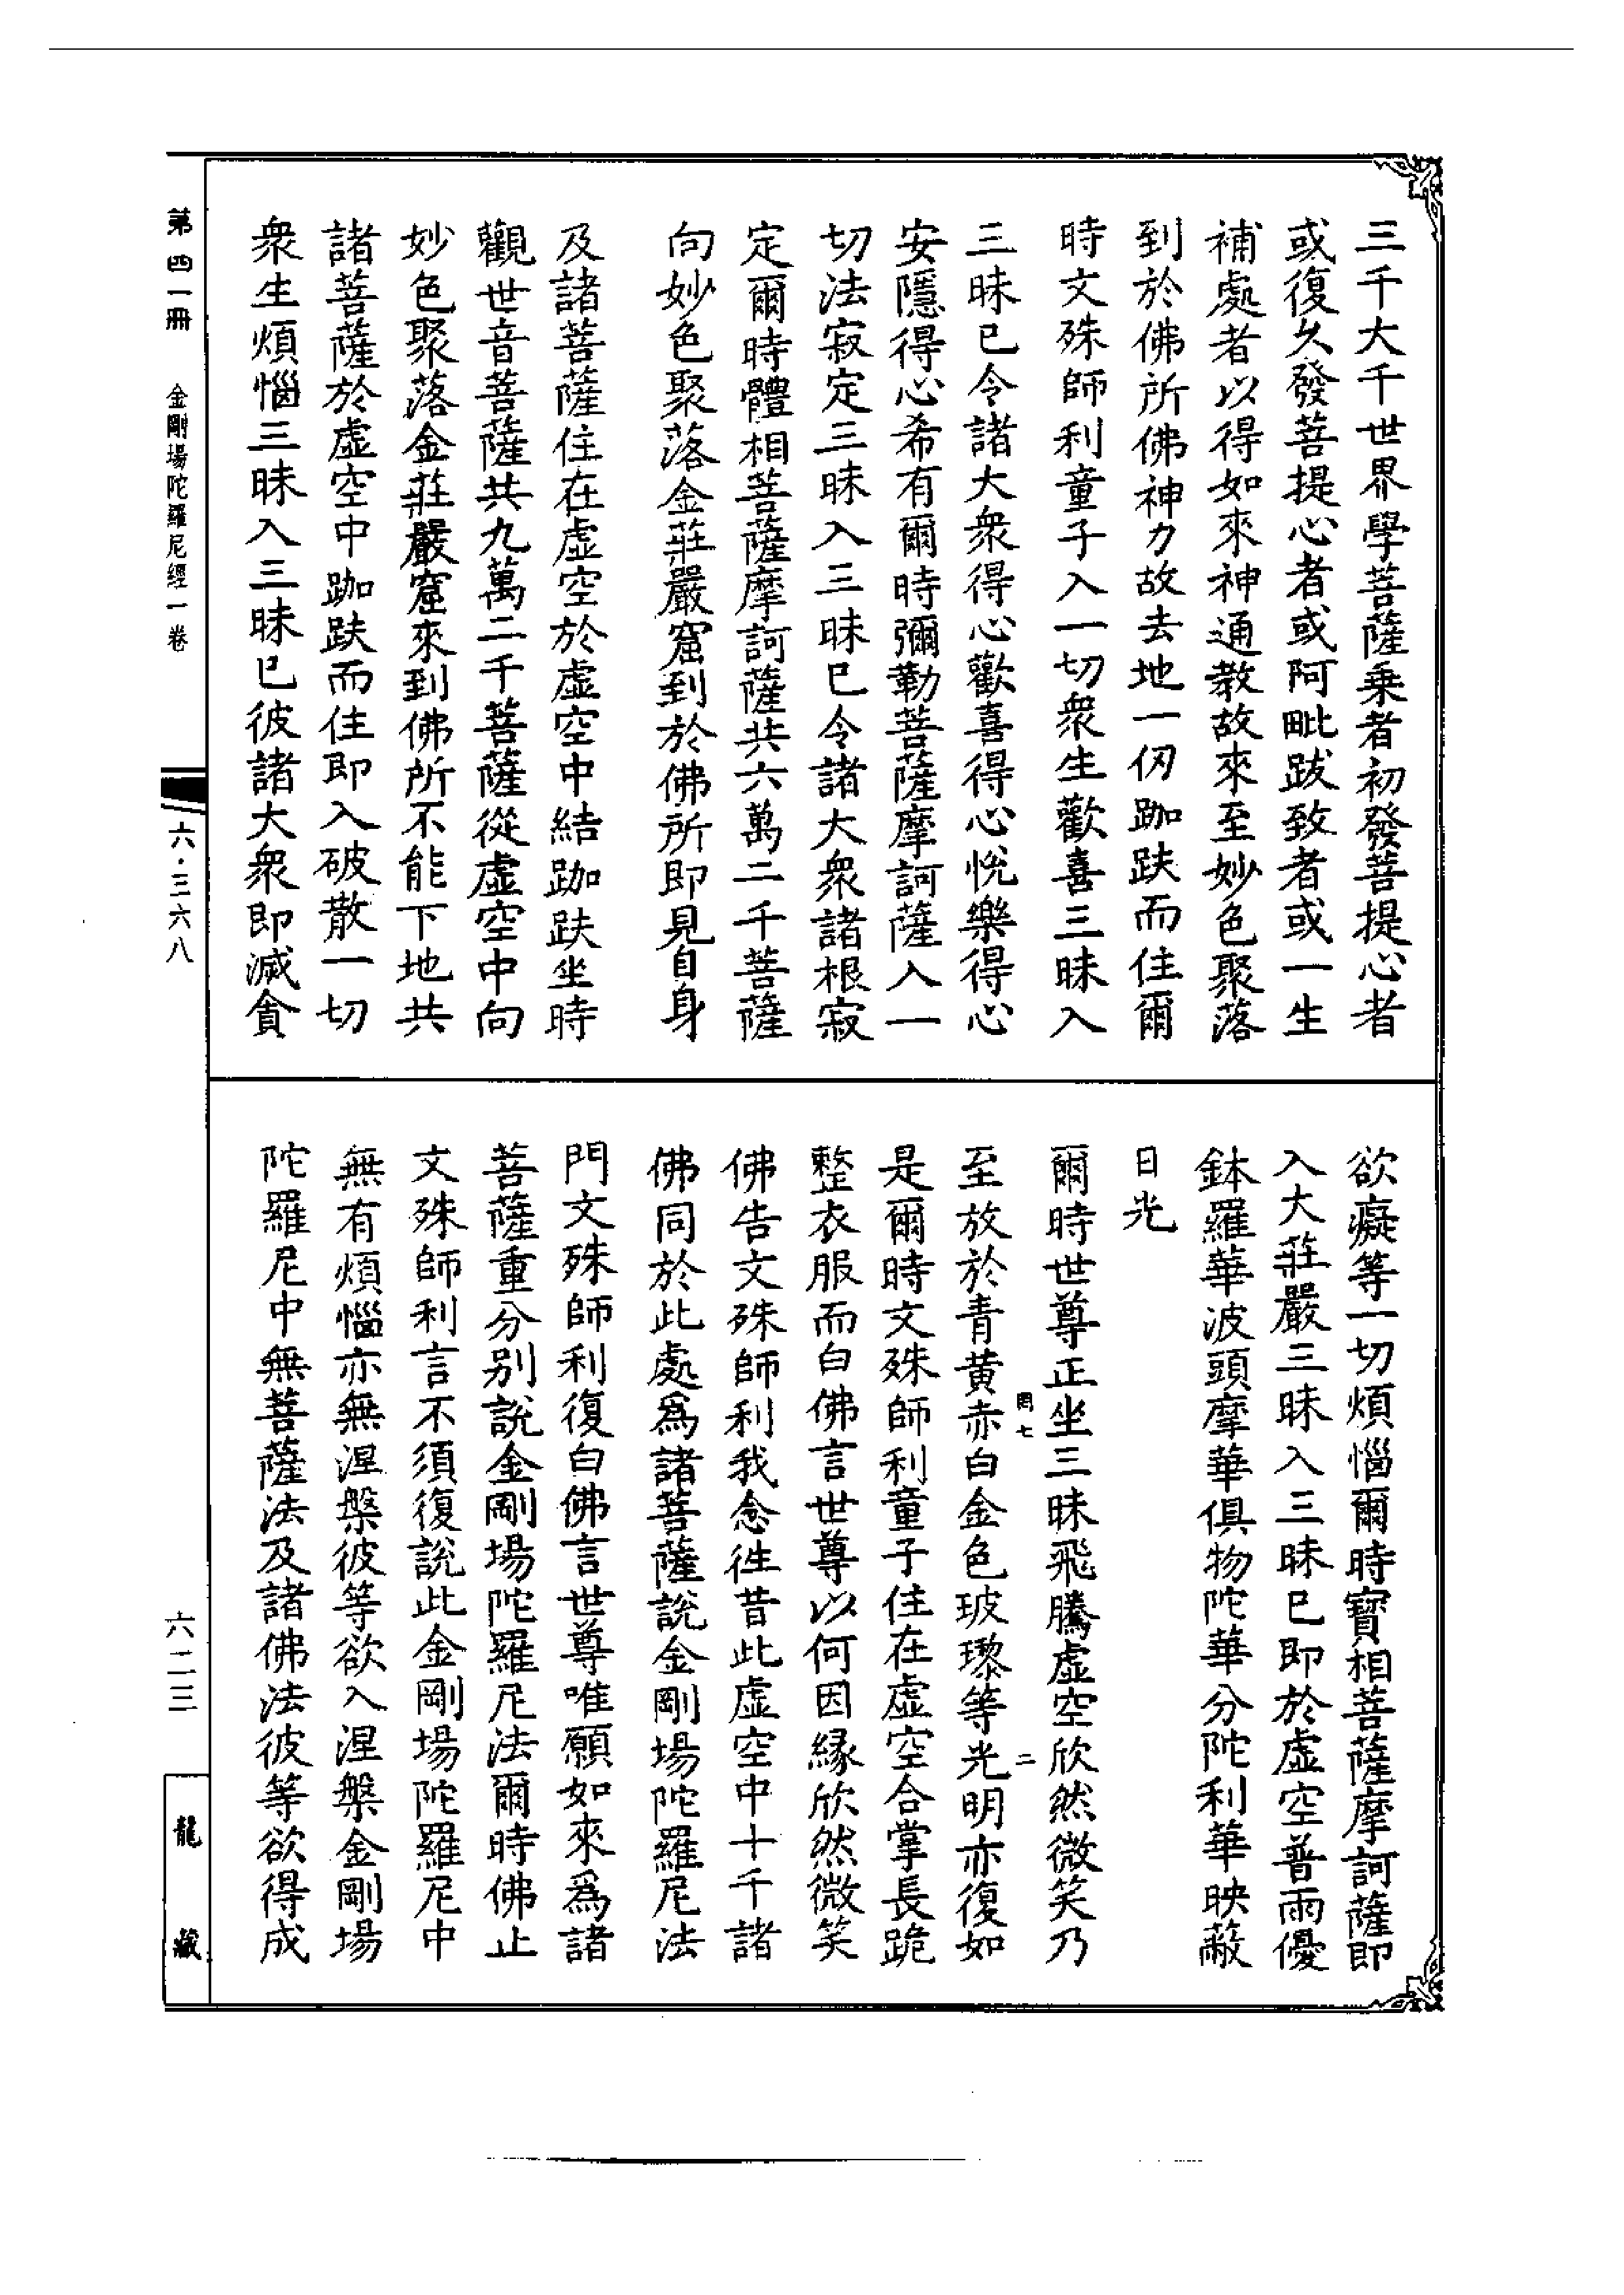 三千大千世界學菩薩乗者初發菩提心者
或復久發菩提心者或阿毗跋致者或一生
補處者以得如來神通教故來至妙色聚落
到於佛所佛神力故去地一仞跏趺而住爾
時文殊師利童子入一切衆生歡喜三昧入
三昧已令諸大衆得心歡喜得心悅樂得心
安隱得心希有爾時彌勒菩薩摩訶薩入一
切法寂定三昧入三昧已令諸大衆諸根寂
定爾時體相菩薩摩訶薩共六萬二千菩薩
向妙色聚落金莊嚴窟到於佛所即見自身
及諸菩薩住在虛空於虛空中結跏趺坐時
觀世音菩薩共九萬二千菩薩從虛空中向
妙色聚落金莊嚴窟來到佛所不能下地共
諸菩薩於虛空中跏趺而住即入破散一切
衆生煩惱三昧入三昧已彼諸大衆即滅貪
欲癡等一切煩惱爾時寶相菩薩摩訶薩即
入大莊嚴三昧入三昧已即於虛空普雨優
鉢羅華波頭摩華俱物陀華分陀利華映蔽
日光
爾時世尊正坐三昧飛騰虛空欣然微笑乃
至放於青黄赤白金色玻瓈等光明亦復如
是爾時文殊師利童子住在虛空合掌長跪
整衣服而白佛言世尊以何因緣欣然微笑
佛告文殊師利我念徃昔此虛空中十千諸
佛同於此處爲諸菩薩說金剛場陀羅尼法
門文殊師利復白佛言世尊唯願如來爲諸
菩薩重分別說金剛場陀羅尼法爾時佛止
文殊師利言不須復說此金剛場陀羅尼中
無有煩惱亦無涅槃彼等欲入涅槃金剛場
陀羅尼中無菩薩法及諸佛法彼等欲得成
七 二
第四一冊 金剛場陀羅尼經一卷
六·三六八
六二三
龍藏